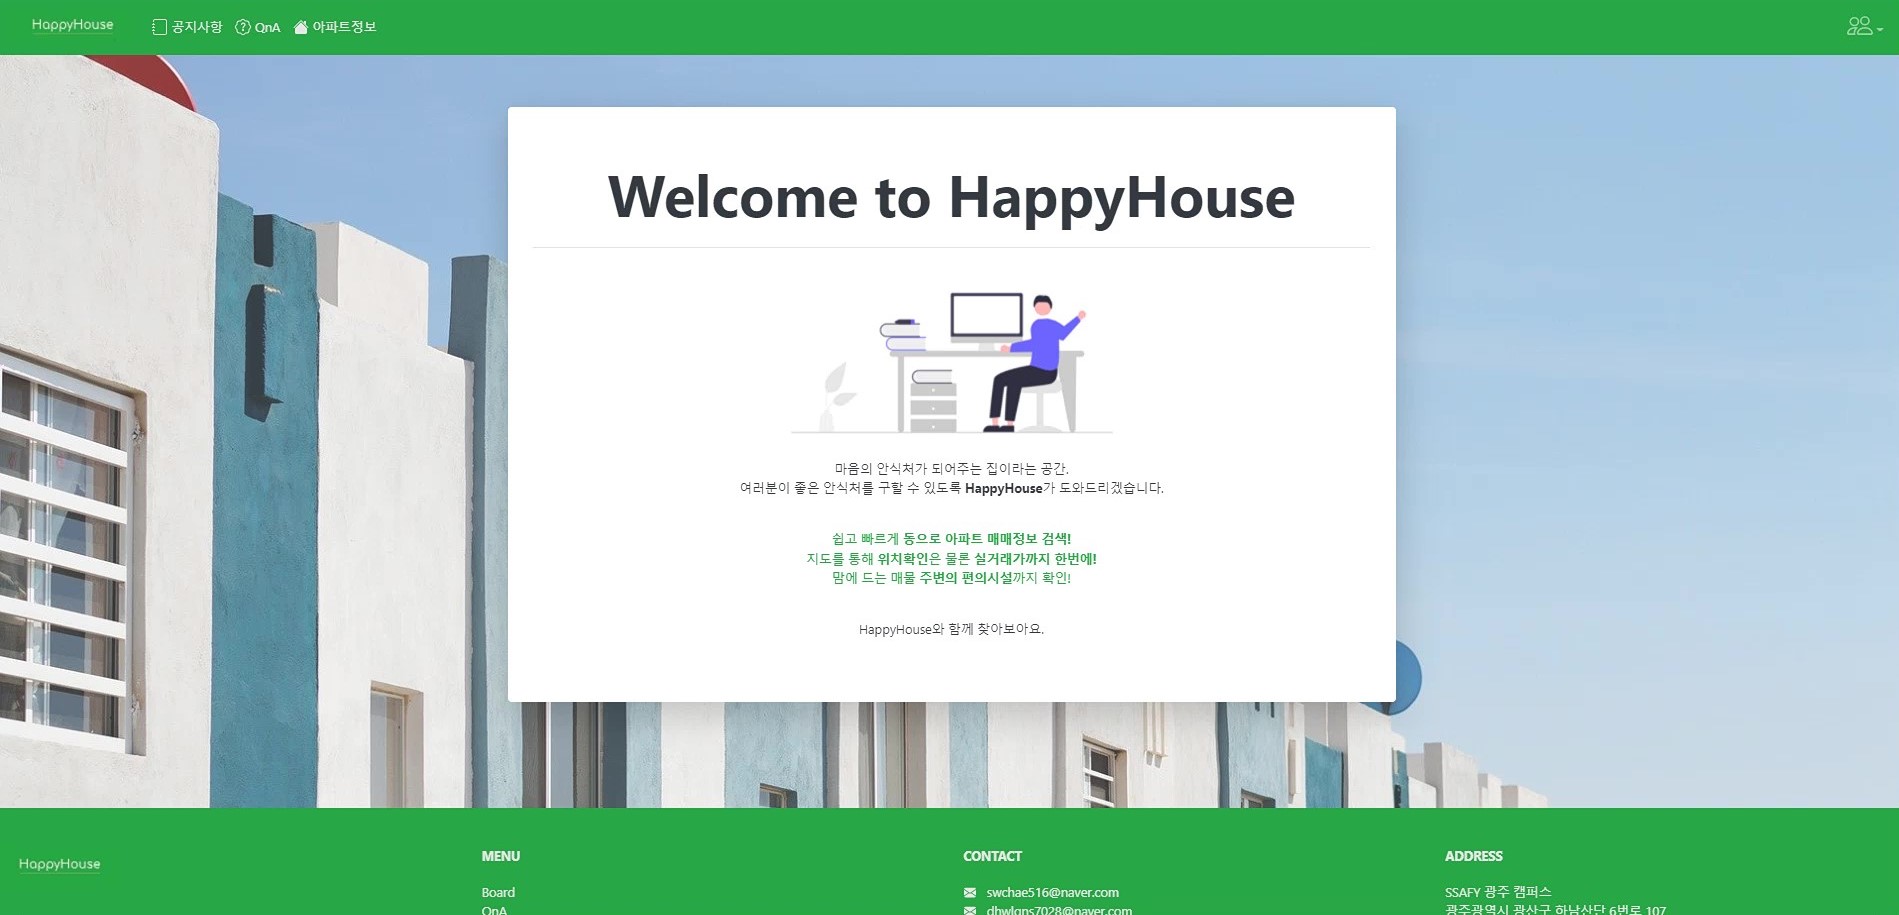 HappyHouse 공지사항 QnA 아파트정보
Welcome to HappyHouse
마음의 안식처가 되어주는 집이라는 공간.
여러분이 좋은 안식처를 구할 수 있도록 HappyHouse가 도와드리겠습니다.
쉽고 빠르게 동으로 아파트 매매정보 검색!
지도를 통해 위치확인은 물론 실거래가까지 한번에!
맘에 드는 매물 주변의 편의시설까지 확인!
HappyHouse와 함께 찾아보아요.
HappyHouse
MENU
Board
QnA
CONTACT
swchae516@naver.com
dhwlgns7028@naver.com
ADDRESS
SSAFY 광주 캠퍼스
광주광역시 광산구 하남산단 6번로 107